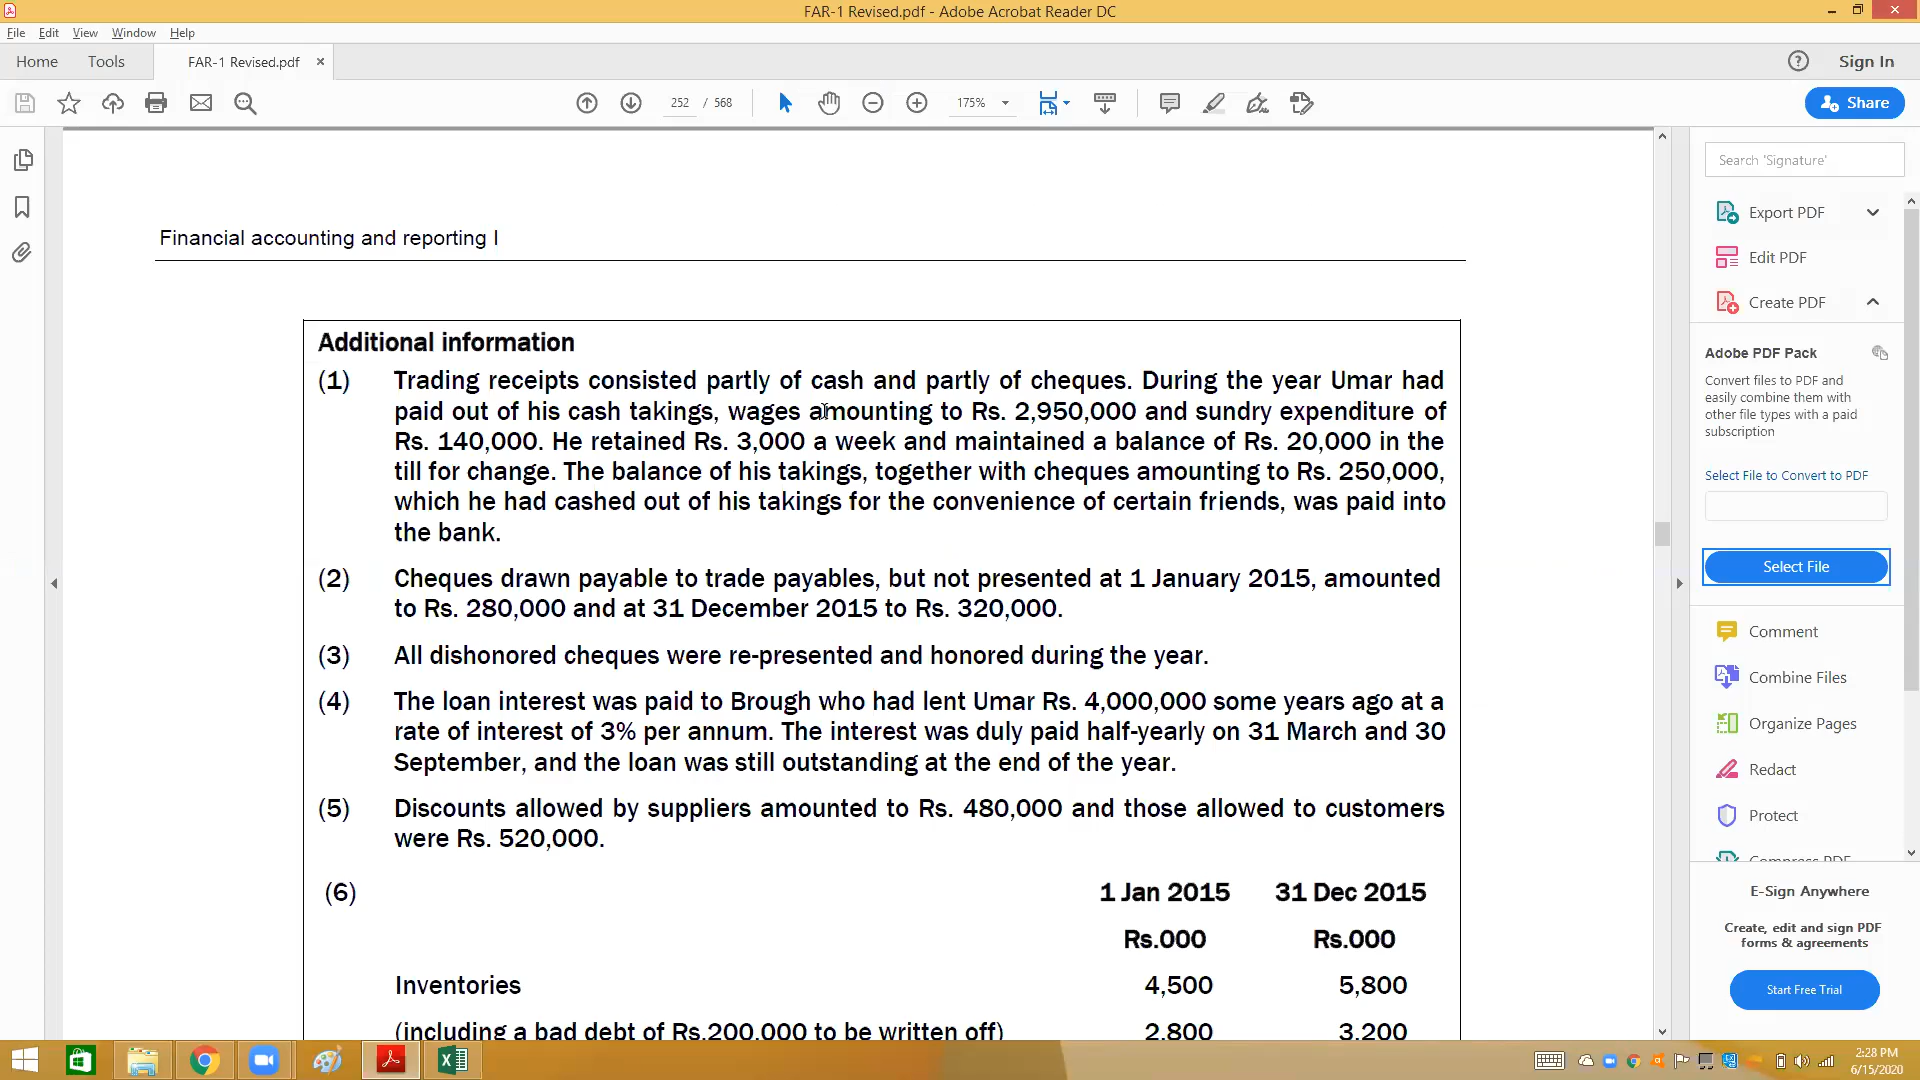 FAR-1 Revised.pdf - Adobe Acrobat Reader DC
File Edit View Window Help
Home Tools FAR-1 Revised.pdf × Sign In
252 / 568 175% Share
Financial accounting and reporting I
Additional information
(1) Trading receipts consisted partly of cash and partly of cheques. During the year Umar had
paid out of his cash takings, wages amounting to Rs. 2,950,000 and sundry expenditure of
Rs. 140,000. He retained Rs. 3,000 a week and maintained a balance of Rs. 20,000 in the
till for change. The balance of his takings, together with cheques amounting to Rs. 250,000,
which he had cashed out of his takings for the convenience of certain friends, was paid into
the bank.
(2) Cheques drawn payable to trade payables, but not presented at 1 January 2015, amounted
to Rs. 280,000 and at 31 December 2015 to Rs. 320,000.
(3) All dishonored cheques were re-presented and honored during the year.
(4) The loan interest was paid to Brough who had lent Umar Rs. 4,000,000 some years ago at a
rate of interest of 3% per annum. The interest was duly paid half-yearly on 31 March and 30
September, and the loan was still outstanding at the end of the year.
(5) Discounts allowed by suppliers amounted to Rs. 480,000 and those allowed to customers
were Rs. 520,000.
(6) 1 Jan 2015 31 Dec 2015
Rs.000 Rs.000
Inventories 4,500 5,800
(including a bad debt of Rs.200,000 to be written off) 2,800 3,200
Search 'Signature'
Export PDF
Edit PDF
Create PDF
Adobe PDF Pack
Convert files to PDF and
easily combine them with
other file types with a paid
subscription
Select File to Convert to PDF
Select File
Comment
Combine Files
Organize Pages
Redact
Protect
Compress PDF
E-Sign Anywhere
Create, edit and sign PDF
forms & agreements
Start Free Trial
2:28 PM
6/15/2020